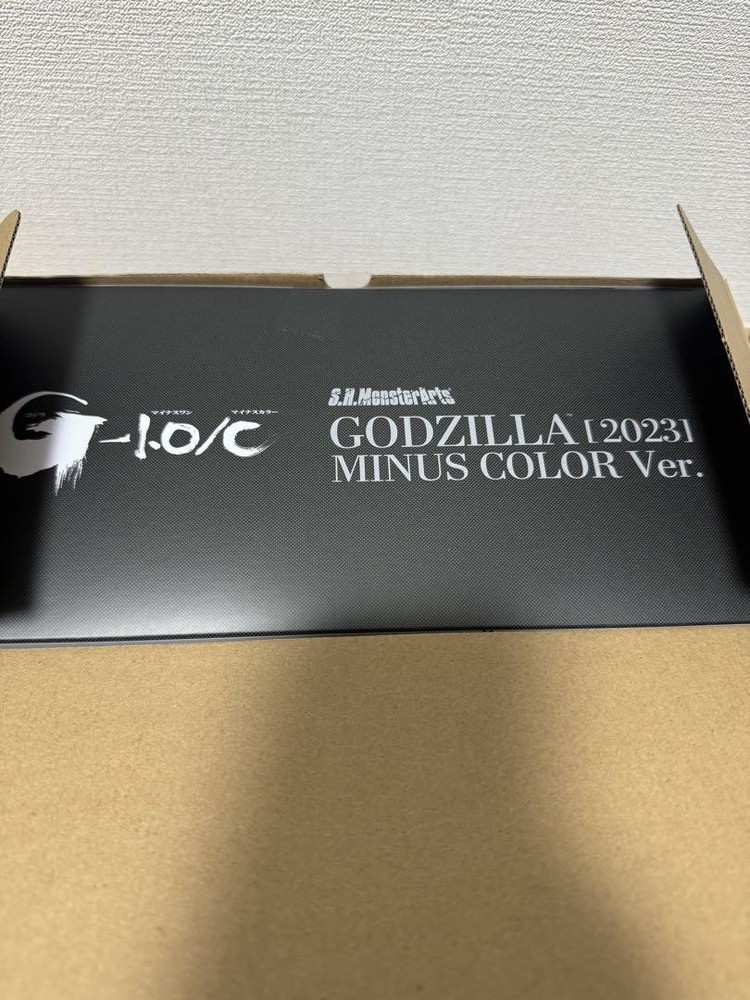 ゴジラ
マイナスワン
マイナスカラー
G-1.0/C
S.H.MonsterArts
GODZILLA™ [2023]
MINUS COLOR Ver.